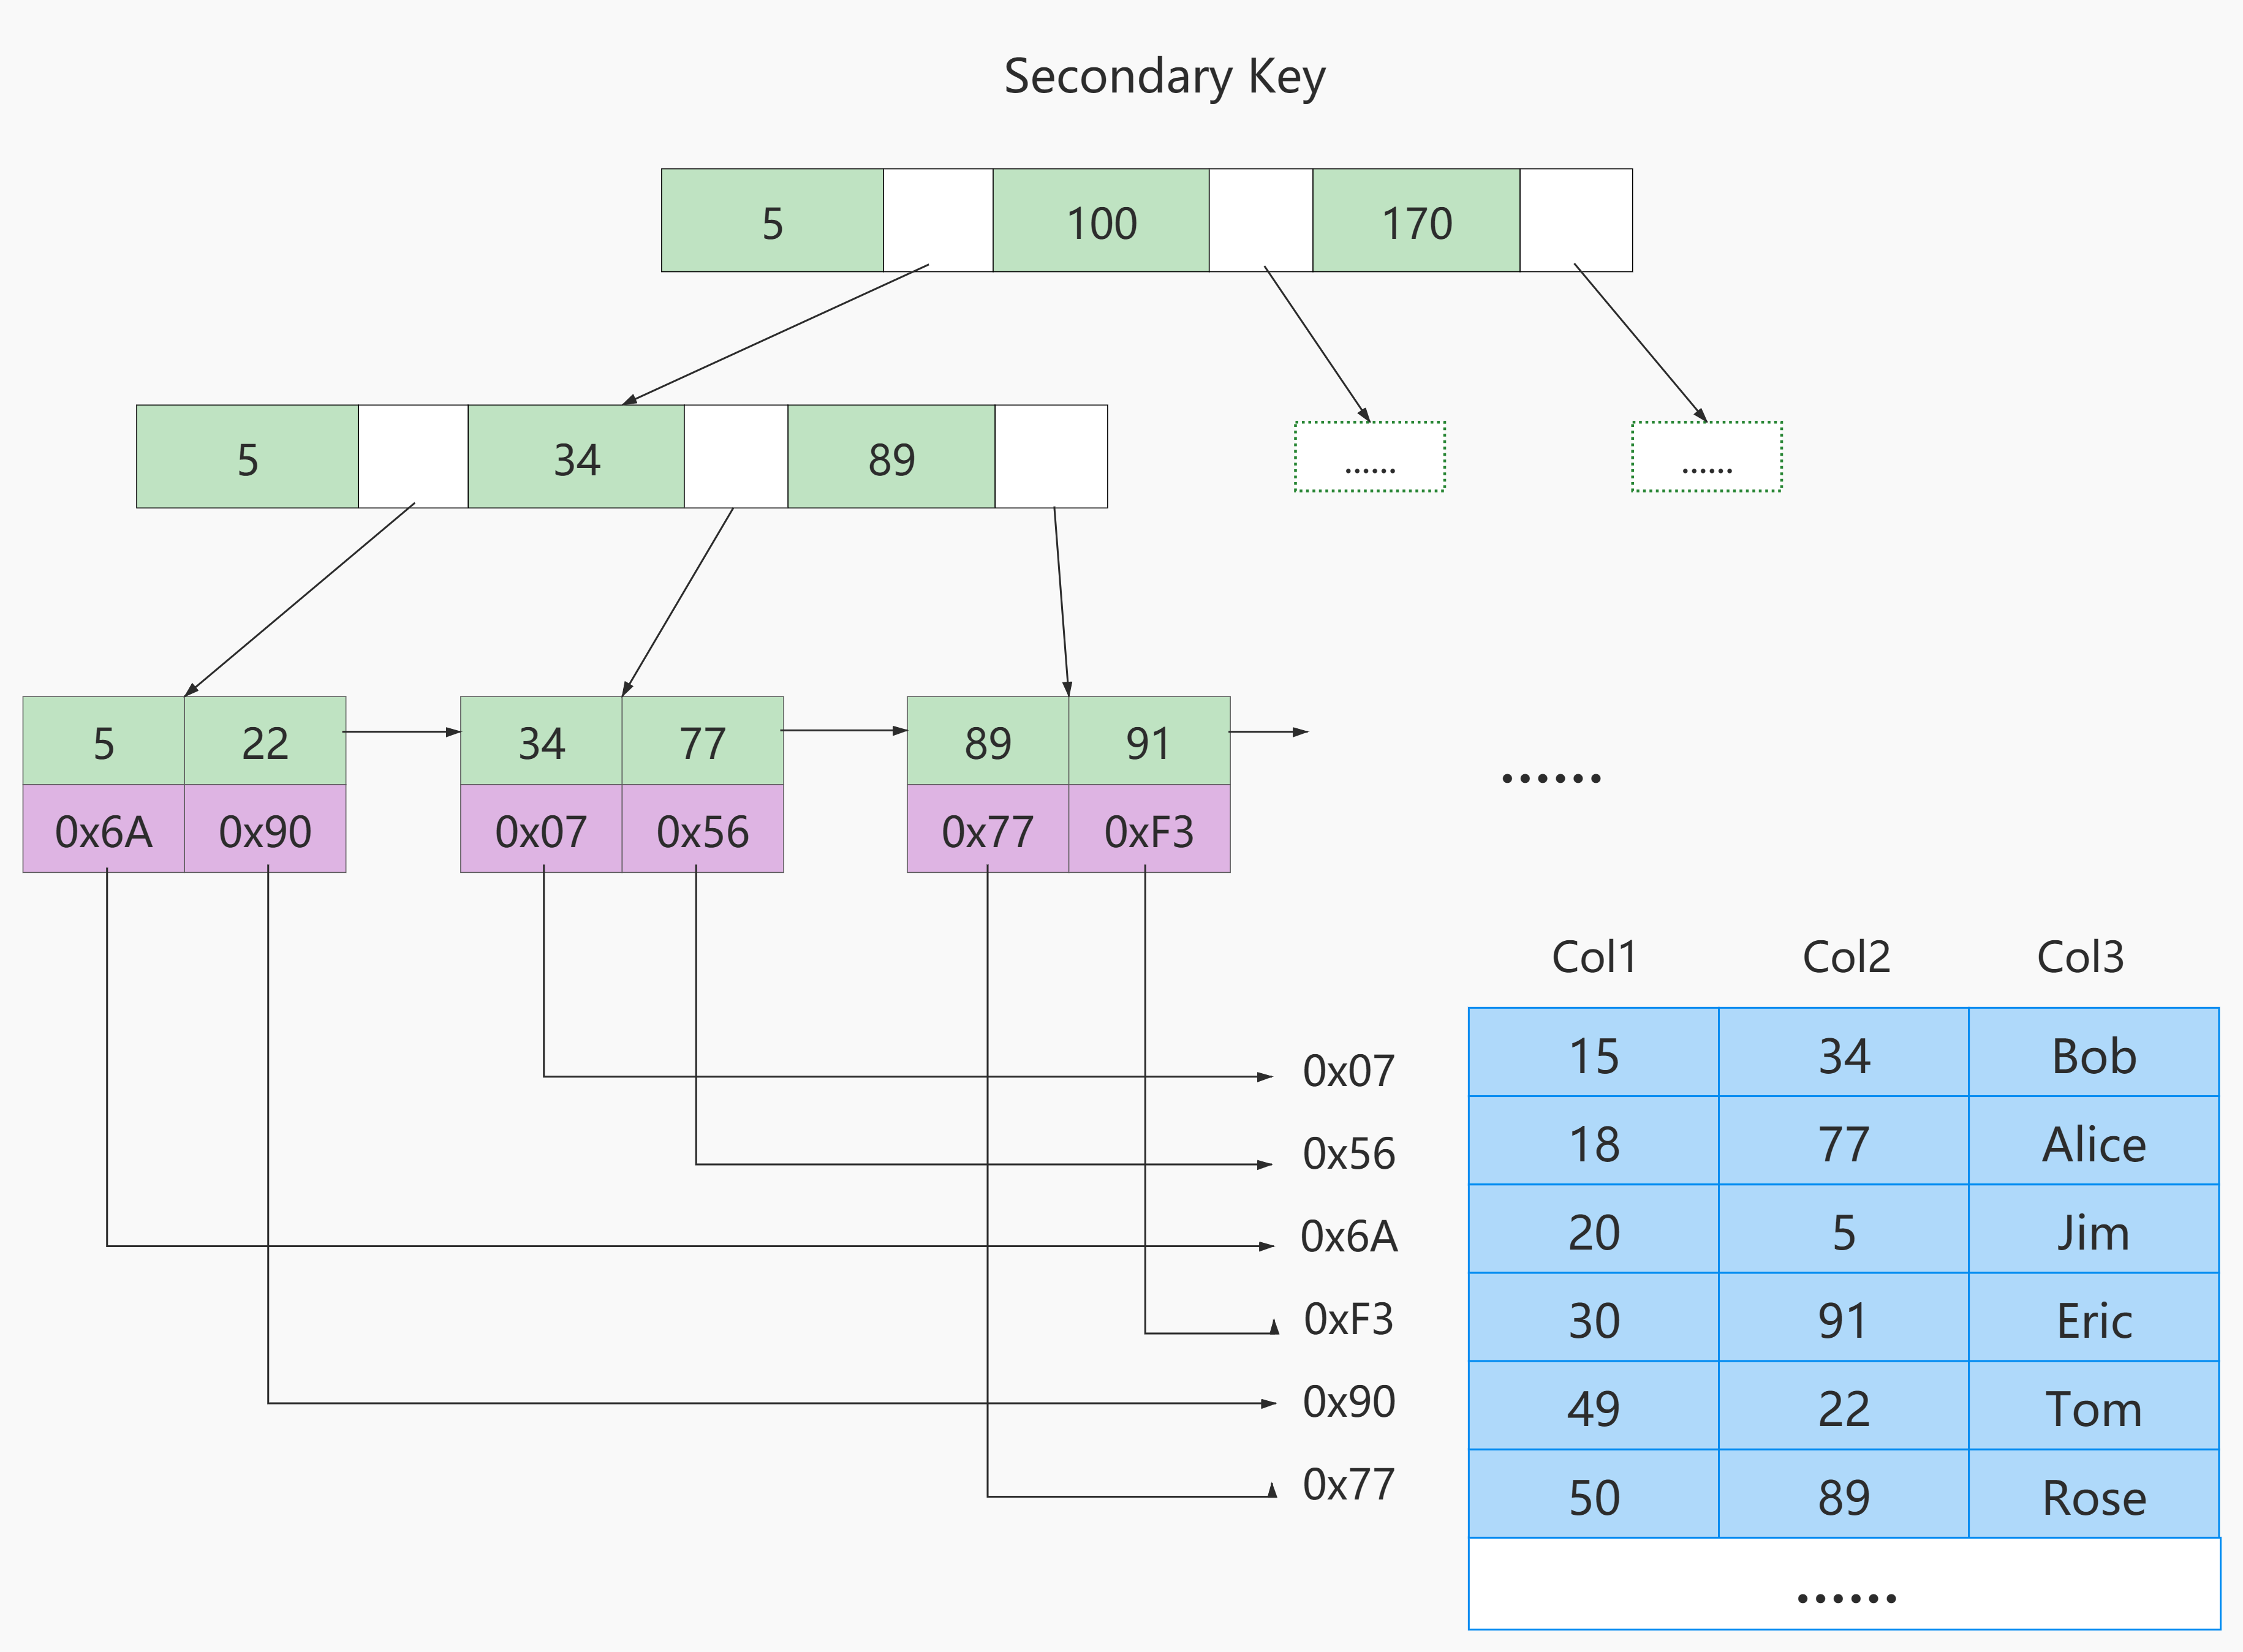 Secondary Key
5 100 170
5 34 89
...... ......
5 22 34 77 89 91
0x6A 0x90 0x07 0x56 0x77 0xF3
......
Col1 Col2 Col3
0x07 15 34 Bob
0x56 18 77 Alice
0x6A 20 5 Jim
0xF3 30 91 Eric
0x90 49 22 Tom
0x77 50 89 Rose
......